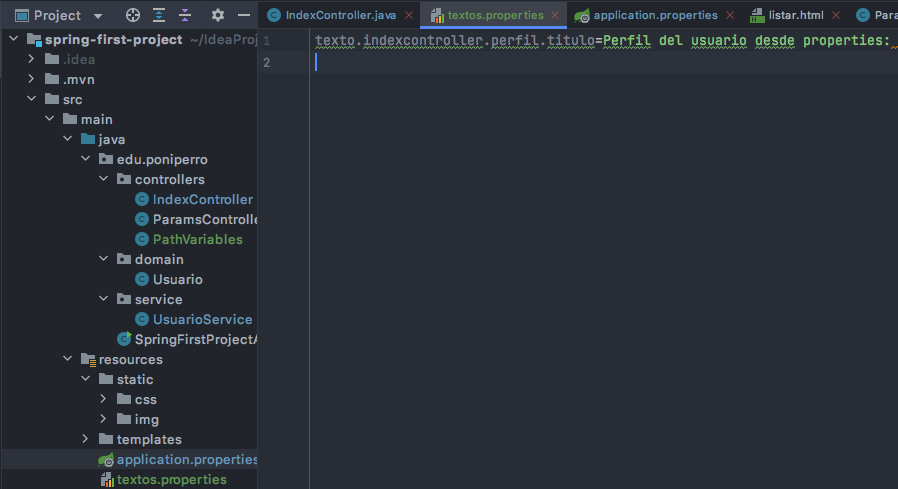 Project
IndexController.java
textos.properties
application.properties
listar.html
Para
spring-first-project ~/IdeaProj
.idea
.mvn
src
main
java
edu.poniperro
controllers
IndexController
ParamsControlle
PathVariables
domain
Usuario
service
UsuarioService
SpringFirstProjectA
resources
static
css
img
templates
application.properties
textos.properties
1 texto.indexcontroller.perfil.titulo=Perfil del usuario desde properties:
2